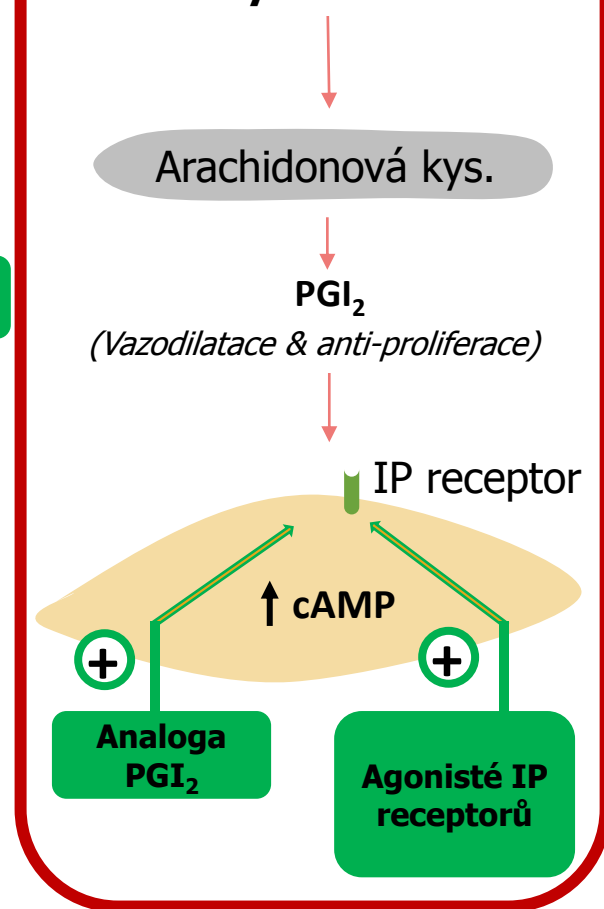 Arachidonová kys.
PGI₂
(Vazodilatace & anti-proliferace)
IP receptor
↑ cAMP
+
+
Analoga
PGI₂
Agonisté IP
receptorů